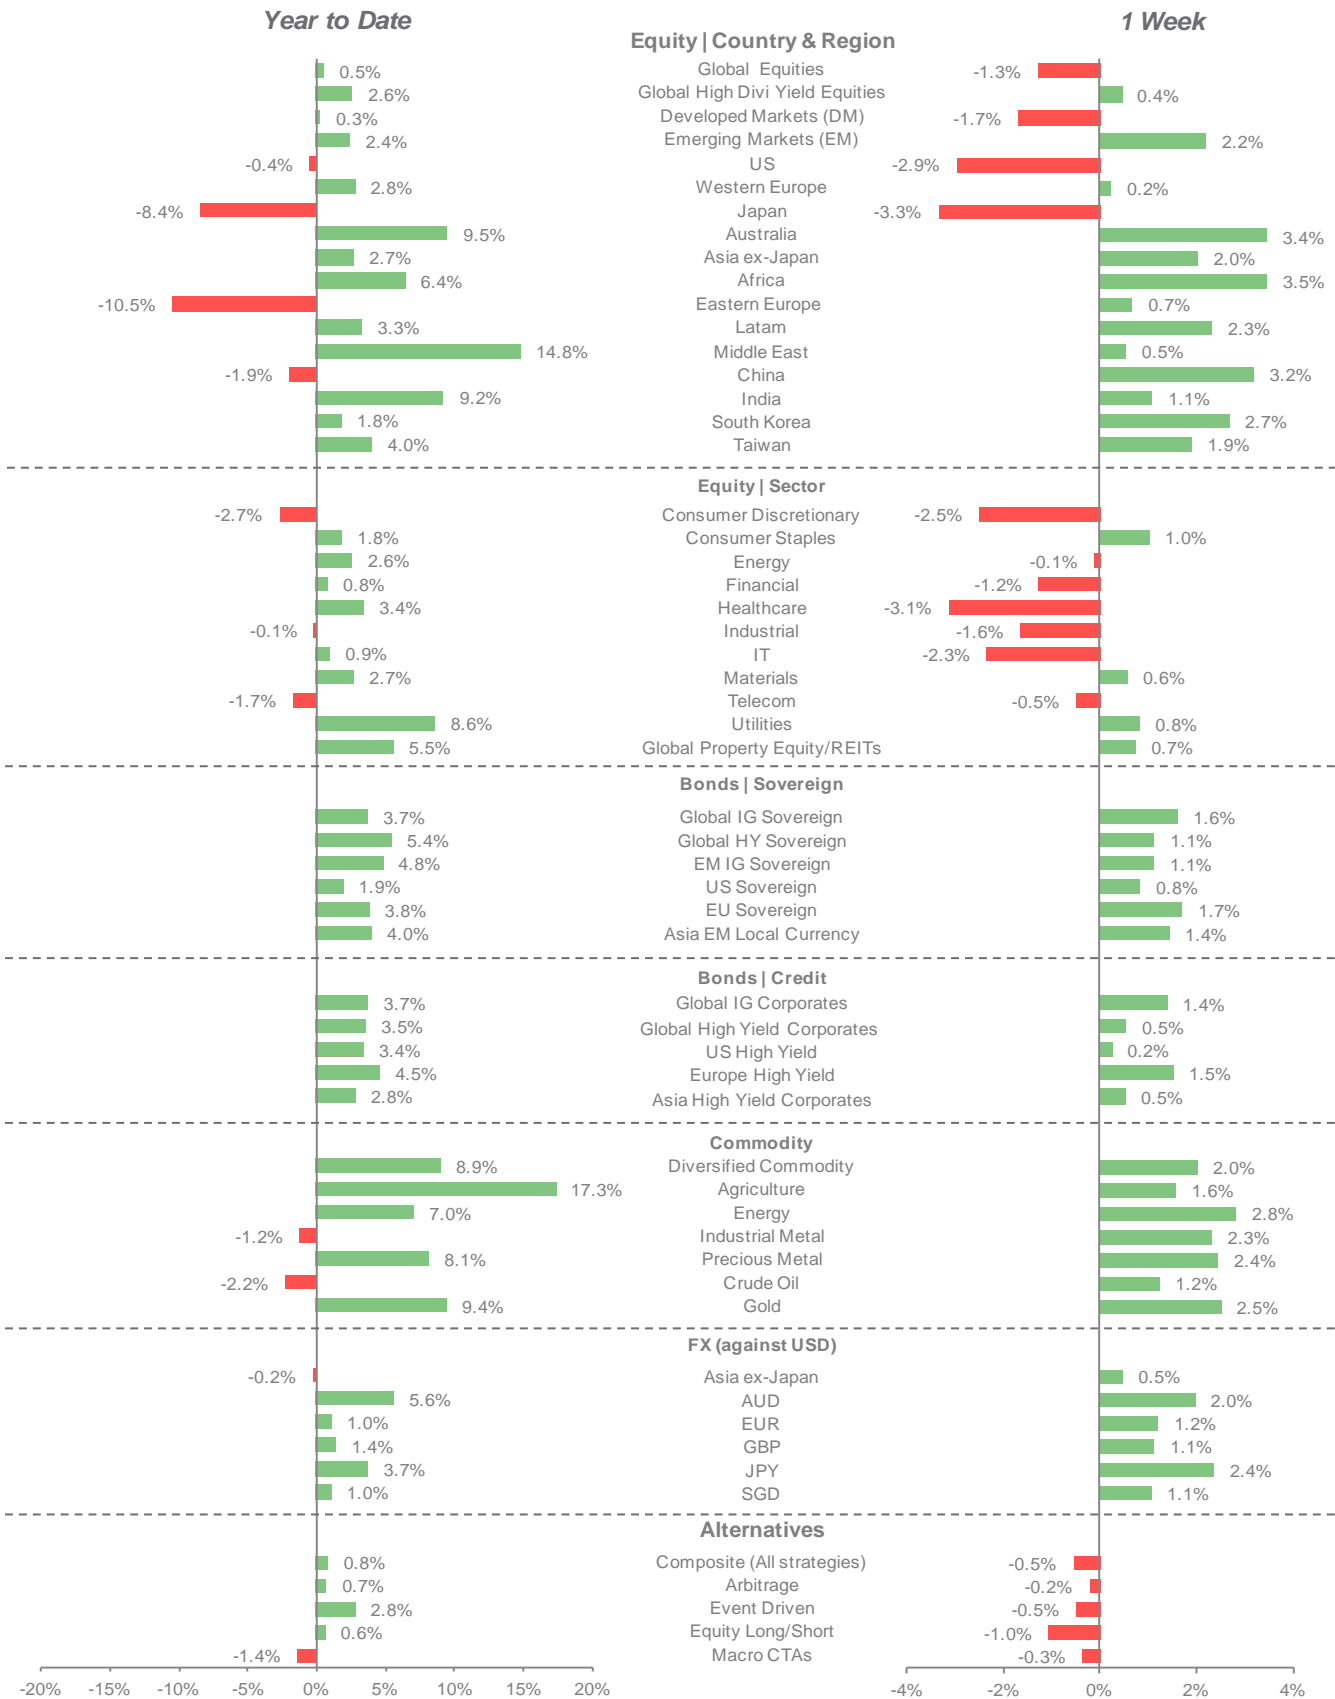 Year to Date 1 Week
Equity | Country & Region
0.5% Global Equities -1.3%
2.6% Global High Divi Yield Equities 0.4%
0.3% Developed Markets (DM) -1.7%
2.4% Emerging Markets (EM) 2.2%
-0.4% US -2.9%
2.8% Western Europe 0.2%
-8.4% Japan -3.3%
9.5% Australia 3.4%
2.7% Asia ex-Japan 2.0%
6.4% Africa 3.5%
-10.5% Eastern Europe 0.7%
3.3% Latam 2.3%
14.8% Middle East 0.5%
-1.9% China 3.2%
9.2% India 1.1%
1.8% South Korea 2.7%
4.0% Taiwan 1.9%
Equity | Sector
-2.7% Consumer Discretionary -2.5%
1.8% Consumer Staples 1.0%
2.6% Energy -0.1%
0.8% Financial -1.2%
3.4% Healthcare -3.1%
-0.1% Industrial -1.6%
0.9% IT -2.3%
2.7% Materials 0.6%
-1.7% Telecom -0.5%
8.6% Utilities 0.8%
5.5% Global Property Equity/REITs 0.7%
Bonds | Sovereign
3.7% Global IG Sovereign 1.6%
5.4% Global HY Sovereign 1.1%
4.8% EM IG Sovereign 1.1%
1.9% US Sovereign 0.8%
3.8% EU Sovereign 1.7%
4.0% Asia EM Local Currency 1.4%
Bonds | Credit
3.7% Global IG Corporates 1.4%
3.5% Global High Yield Corporates 0.5%
3.4% US High Yield 0.2%
4.5% Europe High Yield 1.5%
2.8% Asia High Yield Corporates 0.5%
Commodity
8.9% Diversified Commodity 2.0%
17.3% Agriculture 1.6%
7.0% Energy 2.8%
-1.2% Industrial Metal 2.3%
8.1% Precious Metal 2.4%
-2.2% Crude Oil 1.2%
9.4% Gold 2.5%
FX (against USD)
-0.2% Asia ex-Japan 0.5%
5.6% AUD 2.0%
1.0% EUR 1.2%
1.4% GBP 1.1%
3.7% JPY 2.4%
1.0% SGD 1.1%
Alternatives
0.8% Composite (All strategies) -0.5%
0.7% Arbitrage -0.2%
2.8% Event Driven -0.5%
0.6% Equity Long/Short -1.0%
-1.4% Macro CTAs -0.3%
-20% -15% -10% -5% 0% 5% 10% 15% 20% -4% -2% 0% 2% 4%